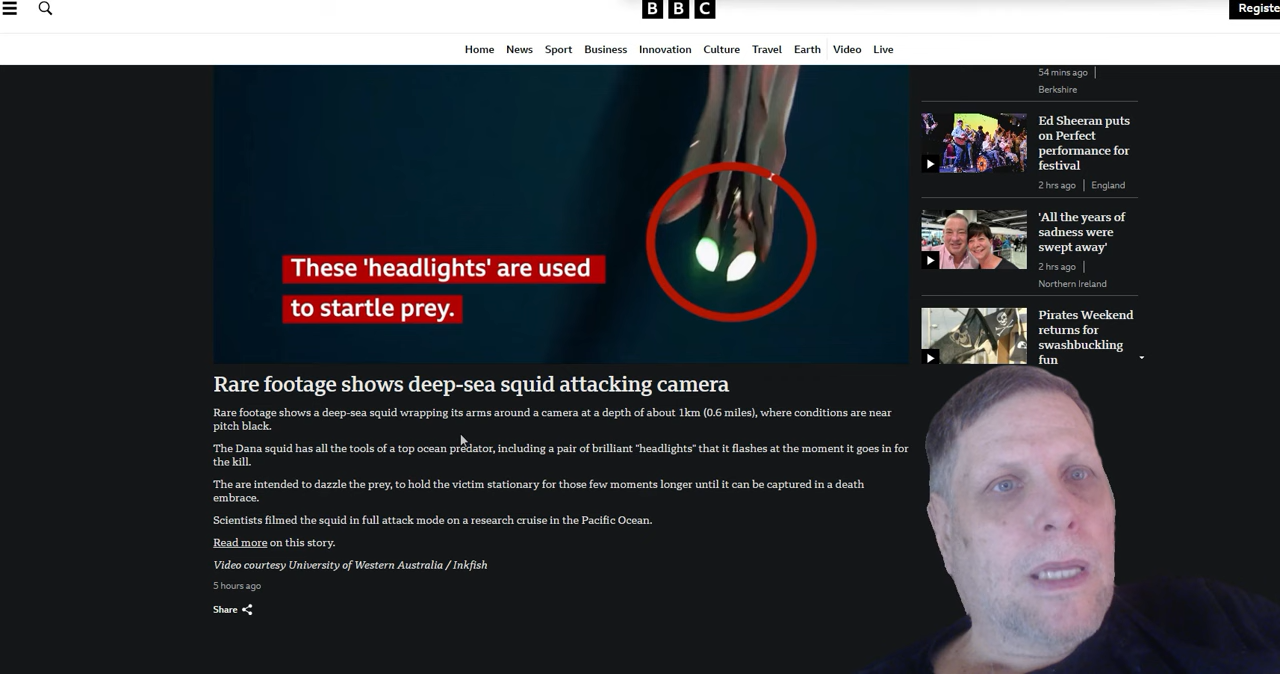 BBC
Registe
Home News Sport Business Innovation Culture Travel Earth Video Live
These 'headlights' are used
to startle prey.
Rare footage shows deep-sea squid attacking camera
Rare footage shows a deep-sea squid wrapping its arms around a camera at a depth of about 1km (0.6 miles), where conditions are near
pitch black.
The Dana squid has all the tools of a top ocean predator, including a pair of brilliant "headlights" that it flashes at the moment it goes in for
the kill.
The are intended to dazzle the prey, to hold the victim stationary for those few moments longer until it can be captured in a death
embrace.
Scientists filmed the squid in full attack mode on a research cruise in the Pacific Ocean.
Read more on this story.
Video courtesy University of Western Australia / Inkfish
5 hours ago
Share
54 mins ago
Berkshire
Ed Sheeran puts
on Perfect
performance for
festival
2 hrs ago England
'All the years of
sadness were
swept away'
2 hrs ago
Northern Ireland
Pirates Weekend
returns for
swashbuckling
fun